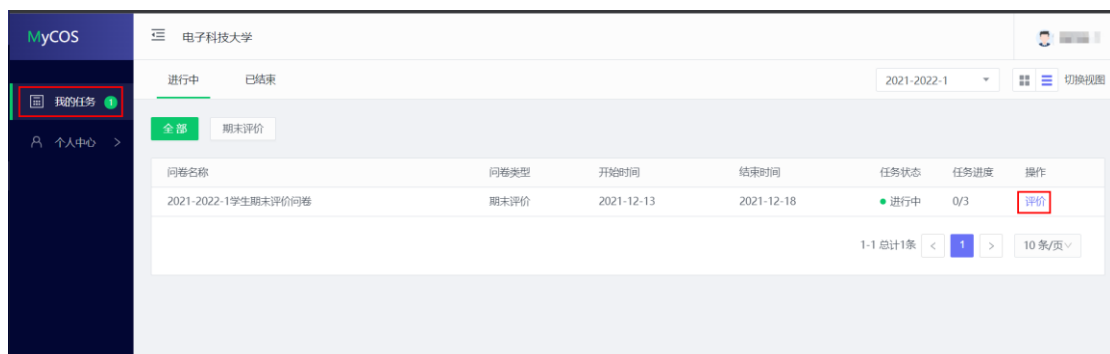 MyCOS
电子科技大学
进行中 已结束 2021-2022-1 切换视图
我的任务 1
个人中心
全部 期末评价
问卷名称 问卷类型 开始时间 结束时间 任务状态 任务进度 操作
2021-2022-1学生期末评价问卷 期末评价 2021-12-13 2021-12-18 进行中 0/3 评价
1-1 总计1条 < 1 > 10 条/页